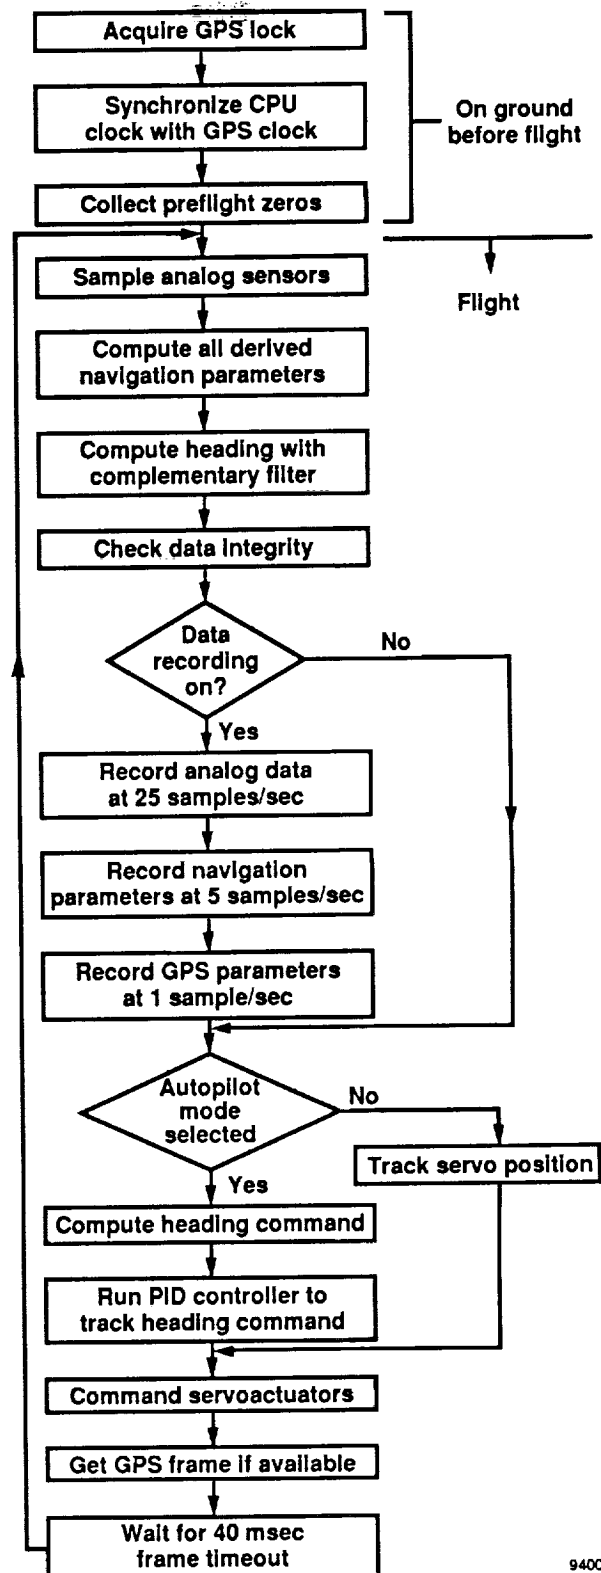 Acquire GPS lock
Synchronize CPU
clock with GPS clock
On ground
before flight
Collect preflight zeros
Sample analog sensors
Flight
Compute all derived
navigation parameters
Compute heading with
complementary filter
Check data integrity
Data
recording
on?
No
Yes
Record analog data
at 25 samples/sec
Record navigation
parameters at 5 samples/sec
Record GPS parameters
at 1 sample/sec
Autopilot
mode
selected
No
Track servo position
Yes
Compute heading command
Run PID controller to
track heading command
Command servoactuators
Get GPS frame if available
Wait for 40 msec
frame timeout
9400